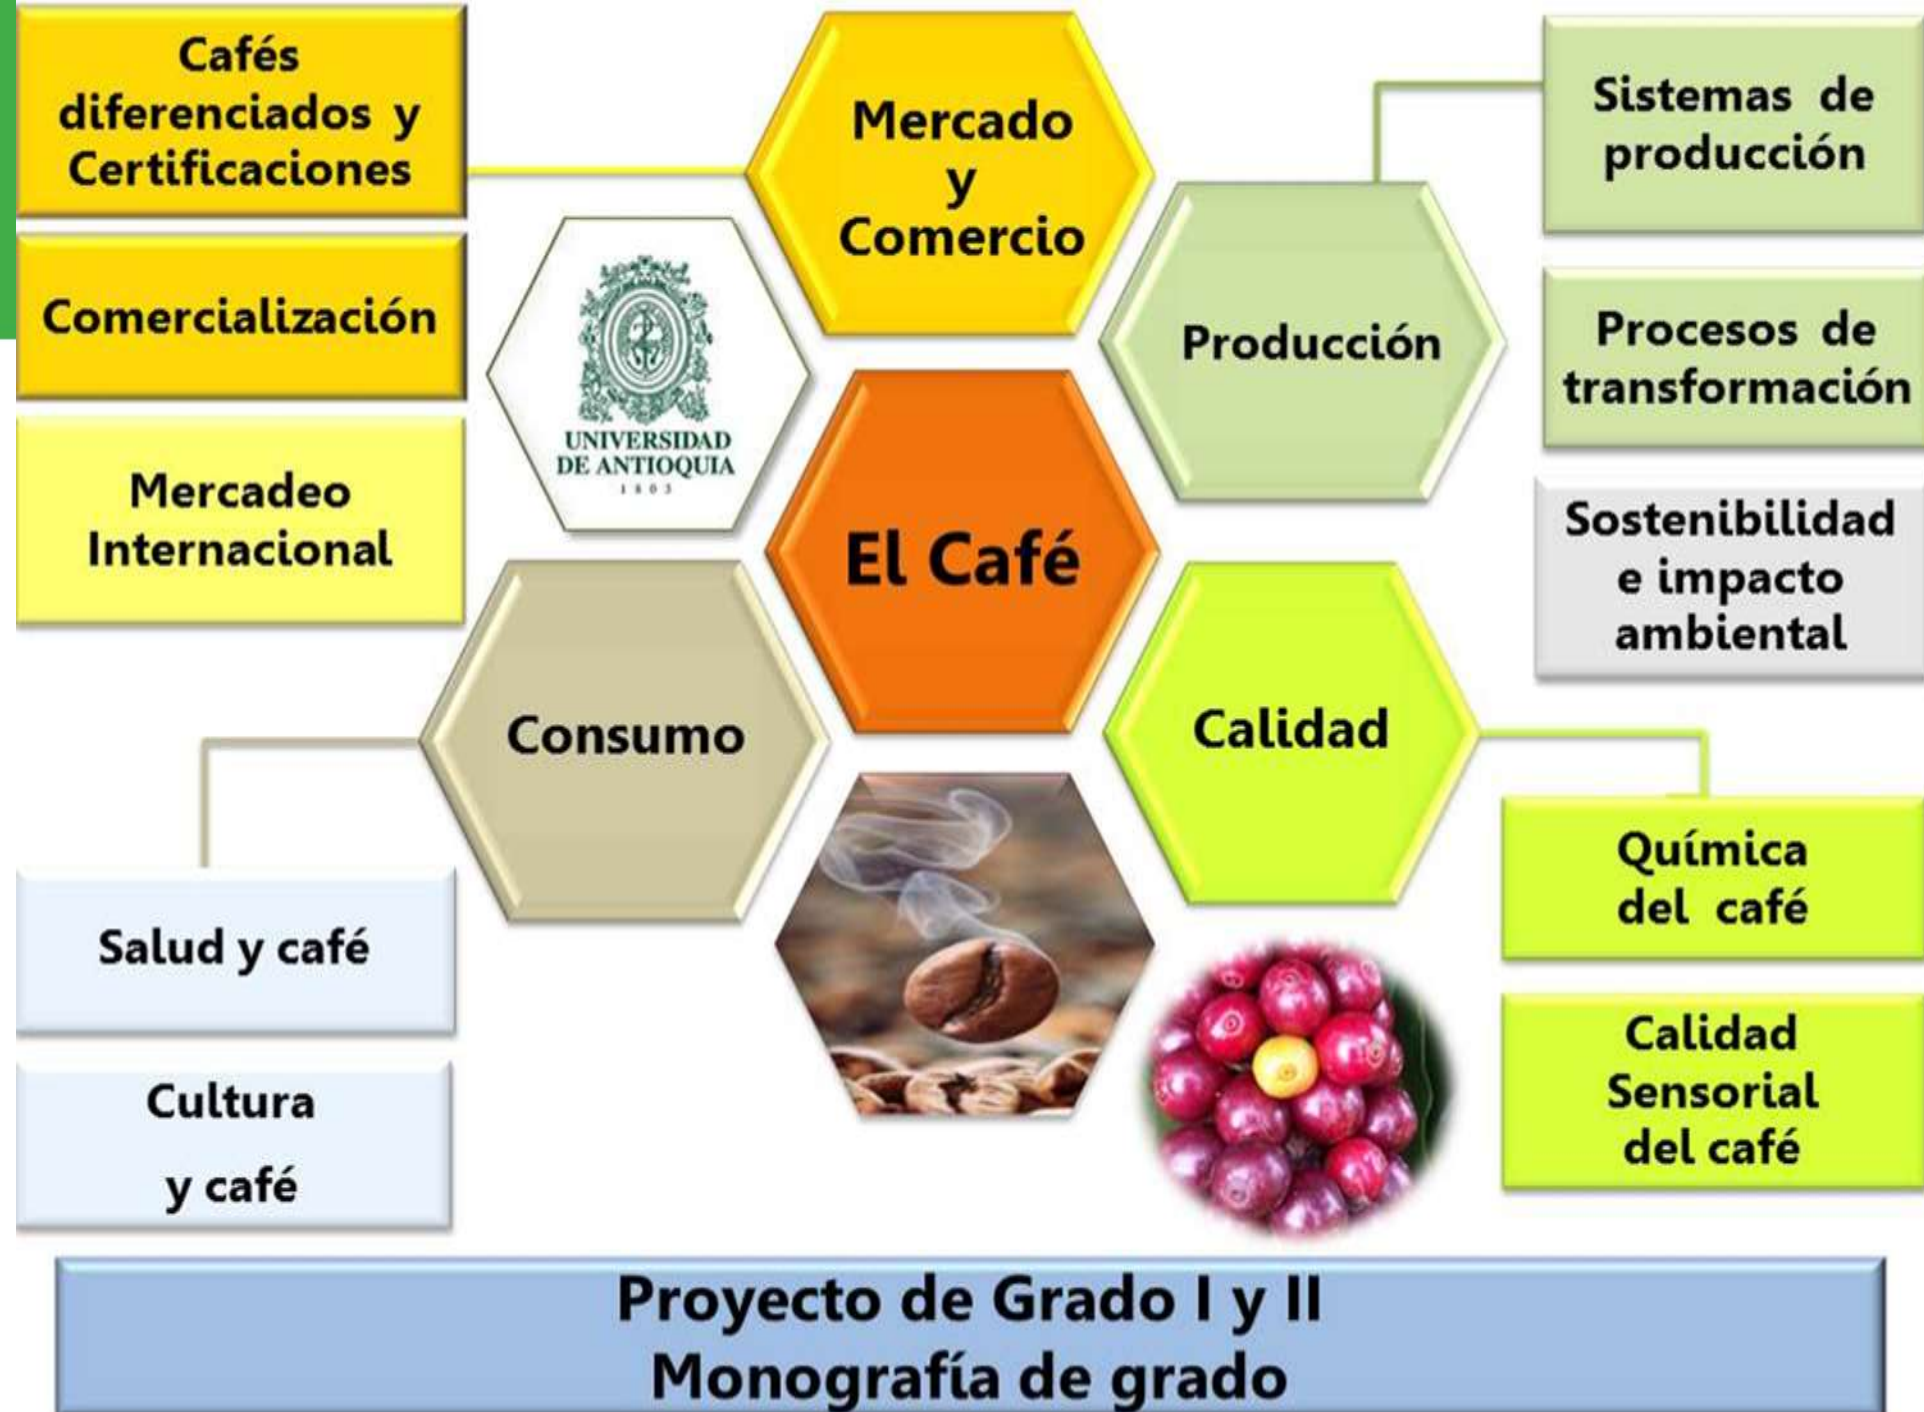 Cafés
diferenciados y
Certificaciones
Comercialización
Mercadeo
Internacional
Mercado
y
Comercio
UNIVERSIDAD
DE ANTIOQUIA
1803
Producción
Sistemas de
producción
Procesos de
transformación
Sostenibilidad
e impacto
ambiental
El Café
Consumo
Calidad
Salud y café
Cultura
y café
Química
del café
Calidad
Sensorial
del café
Proyecto de Grado I y II
Monografía de grado